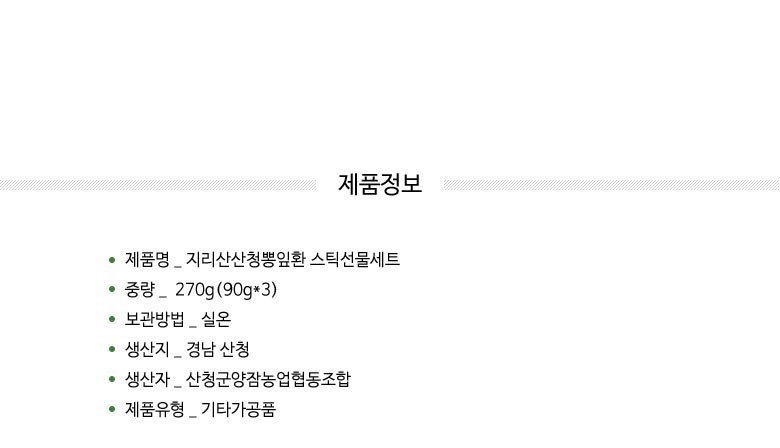 제품정보
제품명 _ 지리산산청뽕잎환 스틱선물세트
중량 _ 270g(90g*3)
보관방법 _ 실온
생산지 _ 경남 산청
생산자 _ 산청군양잠농업협동조합
제품유형 _ 기타가공품